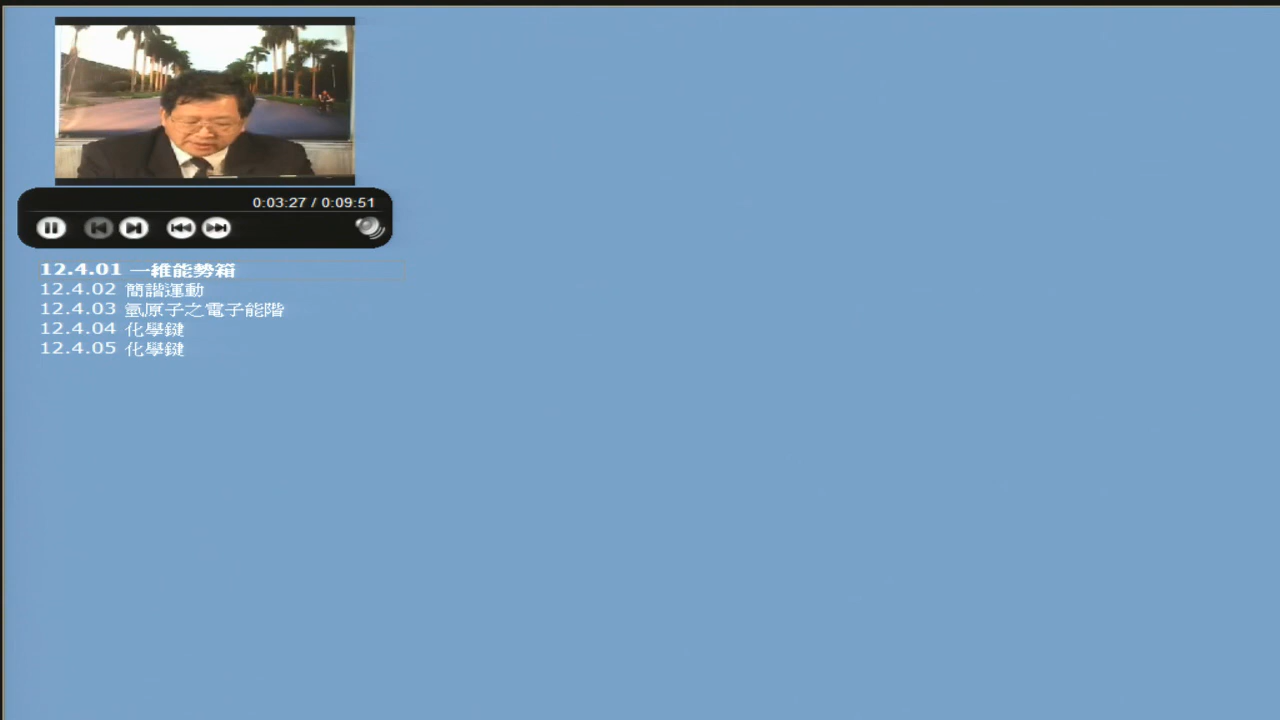 0:03:27 / 0:09:51
12.4.01 一維能勢箱
12.4.02 簡諧運動
12.4.03 氫原子之電子能階
12.4.04 化學鍵
12.4.05 化學鍵